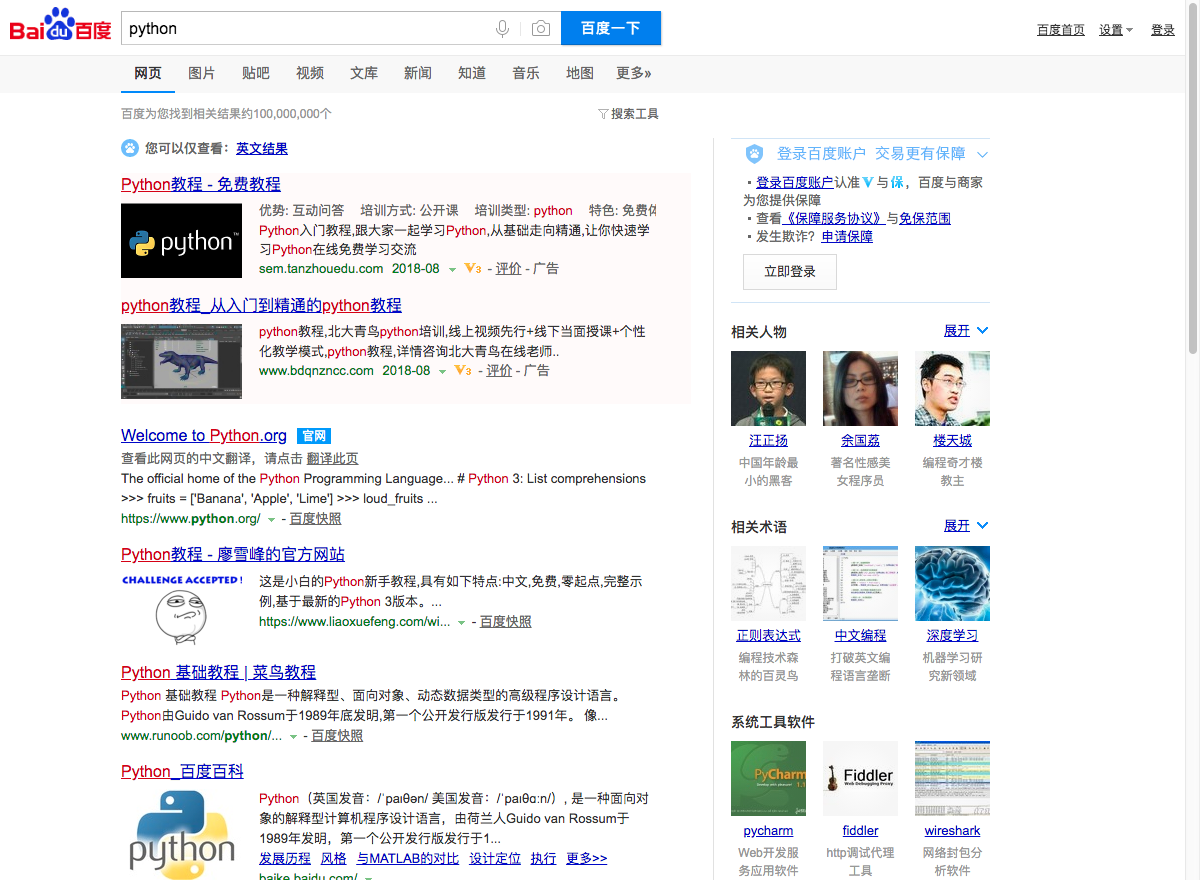 Baidu百度
python
百度一下
百度首页 设置 登录
网页 图片 贴吧 视频 文库 新闻 知道 音乐 地图 更多»
百度为您找到相关结果约100,000,000个
搜索工具
您可以仅查看：英文结果
Python教程 - 免费教程
python
优势: 互动问答 培训方式: 公开课 培训类型: python 特色: 免费体
Python入门教程,跟大家一起学习Python,从基础走向精通,让你快速学
习Python在线免费学习交流
sem.tanzhouedu.com 2018-08 V3 - 评价 - 广告
python教程_从入门到精通的python教程
python教程,北大青鸟python培训,线上视频先行+线下当面授课+个性
化教学模式,python教程,详情咨询北大青鸟在线老师..
www.bdqnzncc.com 2018-08 V3 - 评价 - 广告
Welcome to Python.org 官网
查看此网页的中文翻译，请点击 翻译此页
The official home of the Python Programming Language... # Python 3: List comprehensions
>>> fruits = ['Banana', 'Apple', 'Lime'] >>> loud_fruits ...
https://www.python.org/ - 百度快照
Python教程 - 廖雪峰的官方网站
CHALLENGE ACCEPTED!
这是小白的Python新手教程,具有如下特点:中文,免费,零起点,完整示
例,基于最新的Python 3版本。...
https://www.liaoxuefeng.com/wi... - 百度快照
Python 基础教程 | 菜鸟教程
Python 基础教程 Python是一种解释型、面向对象、动态数据类型的高级程序设计语言。
Python由Guido van Rossum于1989年底发明,第一个公开发行版发行于1991年。 像...
www.runoob.com/python/... - 百度快照
Python_百度百科
python
Python（英国发音：/ˈpaɪθən/ 美国发音：/ˈpaɪθɑːn/）, 是一种面向对
象的解释型计算机程序设计语言，由荷兰人Guido van Rossum于
1989年发明，第一个公开发行版发行于1...
发展历程 风格 与MATLAB的对比 设计定位 执行 更多>>
baike.baidu.com/
登录百度账户 交易更有保障
·登录百度账户认准V与保，百度与商家
为您提供保障
·查看《保障服务协议》与免保范围
·发生欺诈？申请保障
立即登录
相关人物 展开
汪正扬 余国荔 楼天城
中国年龄最 著名性感美 编程奇才楼
小的黑客 女程序员 教主
相关术语 展开
正则表达式 中文编程 深度学习
编程技术森 打破英文编 机器学习研
林的百灵鸟 程语言垄断 究新领域
系统工具软件
PyCharm
Fiddler
Web Debugging Proxy
pycharm fiddler wireshark
Web开发服 http调试代理 网络封包分
务应用软件 工具 析软件